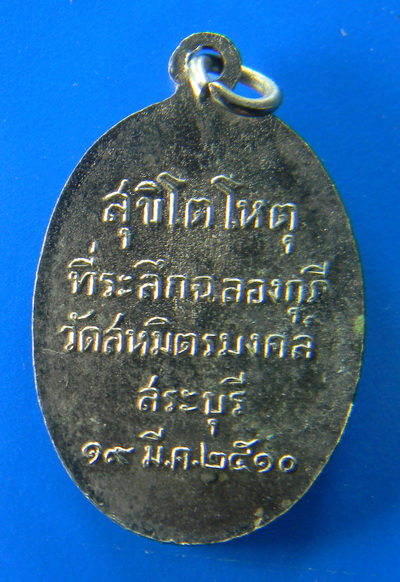 สุขิโตโหตุ
ที่ระลึกฉลองกุฏี
วัดสหมิตรมงคล
สระบุรี
๑๙ มี.ค.๒๕๑๐